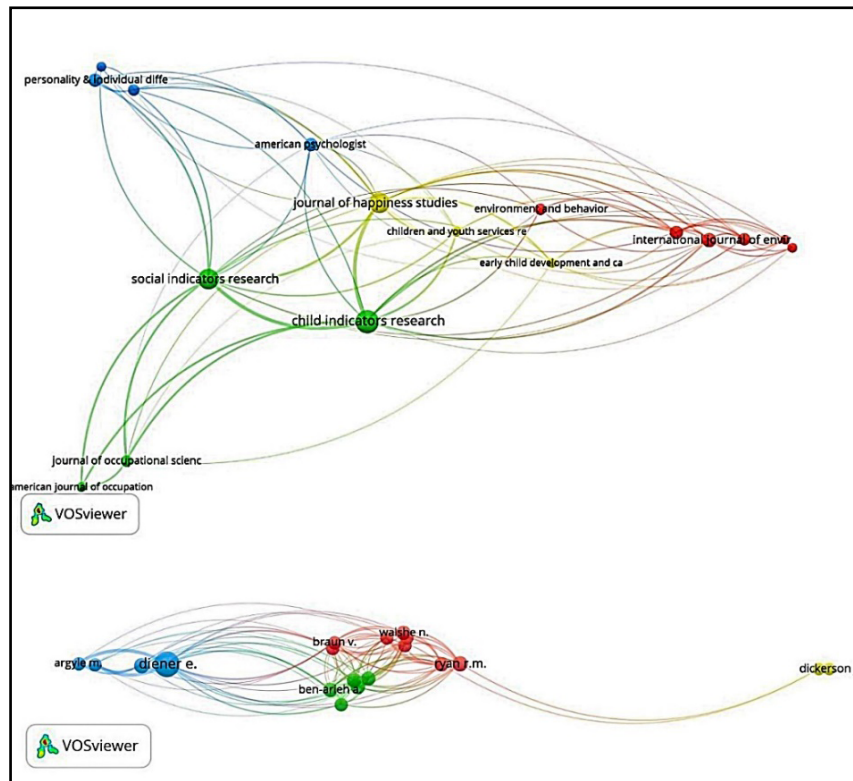 personality & individual diffe
american psychologist
journal of happiness studies
environment and behavior
children and youth services re
international journal of envir
early child development and ca
social indicators research
child indicators research
journal of occupational scienc
american journal of occupation
VOSviewer
walshe n.
braun v.
argyle m.
diener e.
ryan r.m.
dickerson
ben-arieh a.
VOSviewer